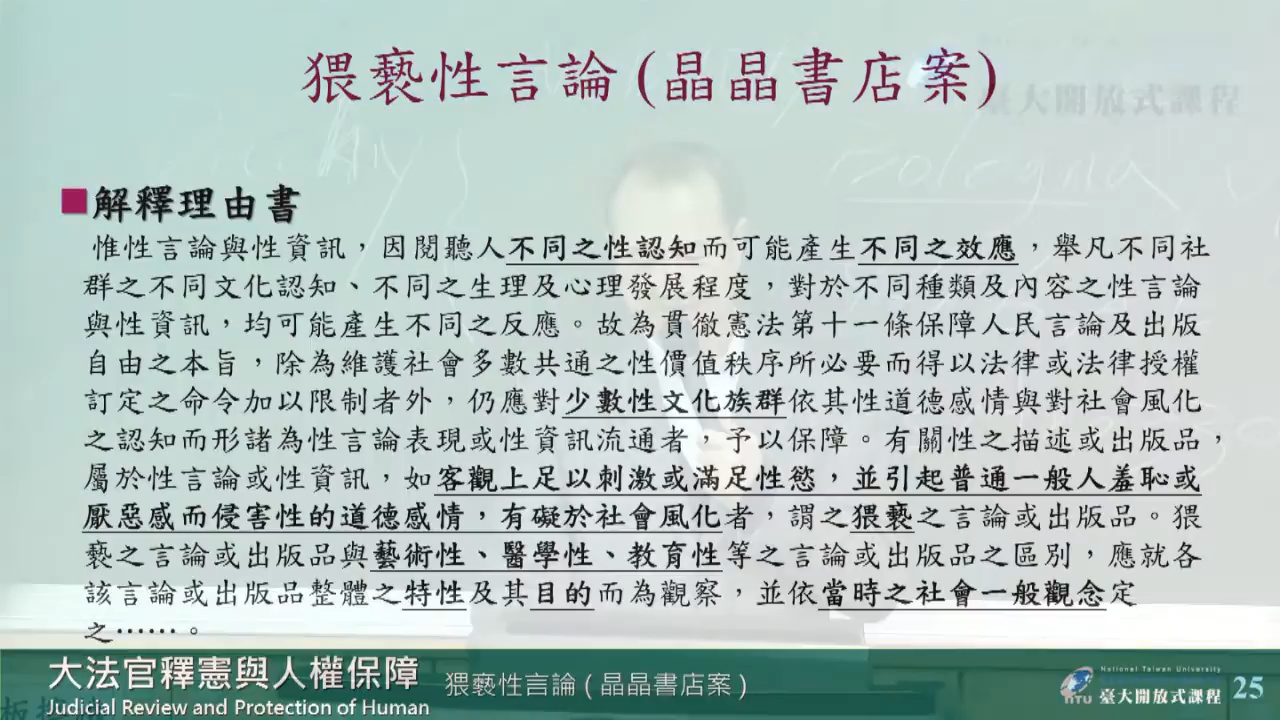 猥褻性言論(晶晶書店案)
臺大開放式課程
解釋理由書
惟性言論與性資訊，因閱聽人不同之性認知而可能產生不同之效應，舉凡不同社
群之不同文化認知、不同之生理及心理發展程度，對於不同種類及內容之性言論
與性資訊，均可能產生不同之反應。故為貫徹憲法第十一條保障人民言論及出版
自由之本旨，除為維護社會多數共通之性價值秩序所必要而得以法律或法律授權
訂定之命令加以限制者外，仍應對少數性文化族群依其性道德感情與對社會風化
之認知而形諸為性言論表現或性資訊流通者，予以保障。有關性之描述或出版品，
屬於性言論或性資訊，如客觀上足以刺激或滿足性慾，並引起普通一般人羞恥或
厭惡感而侵害性的道德感情，有礙於社會風化者，謂之猥褻之言論或出版品。猥
褻之言論或出版品與藝術性、醫學性、教育性等之言論或出版品之區別，應就各
該言論或出版品整體之特性及其目的而為觀察，並依當時之社會一般觀念定
之……。
大法官釋憲與人權保障
Judicial Review and Protection of Human
猥褻性言論(晶晶書店案)
National Taiwan University
NTU 臺大開放式課程
25